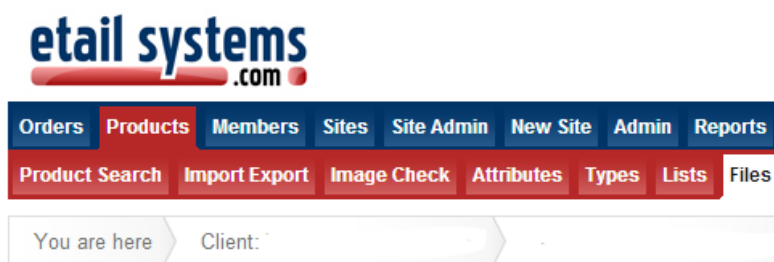 etail systems
.com
Orders Products Members Sites Site Admin New Site Admin Reports
Product Search Import Export Image Check Attributes Types Lists Files
You are here Client: